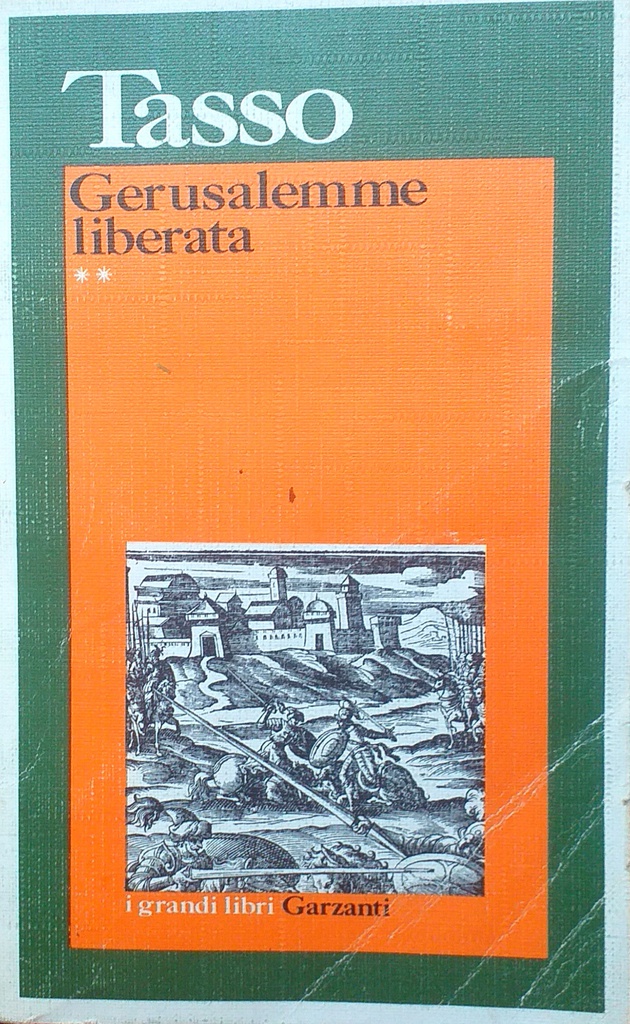 Tasso
Gerusalemme
liberata
**
i grandi libri Garzanti